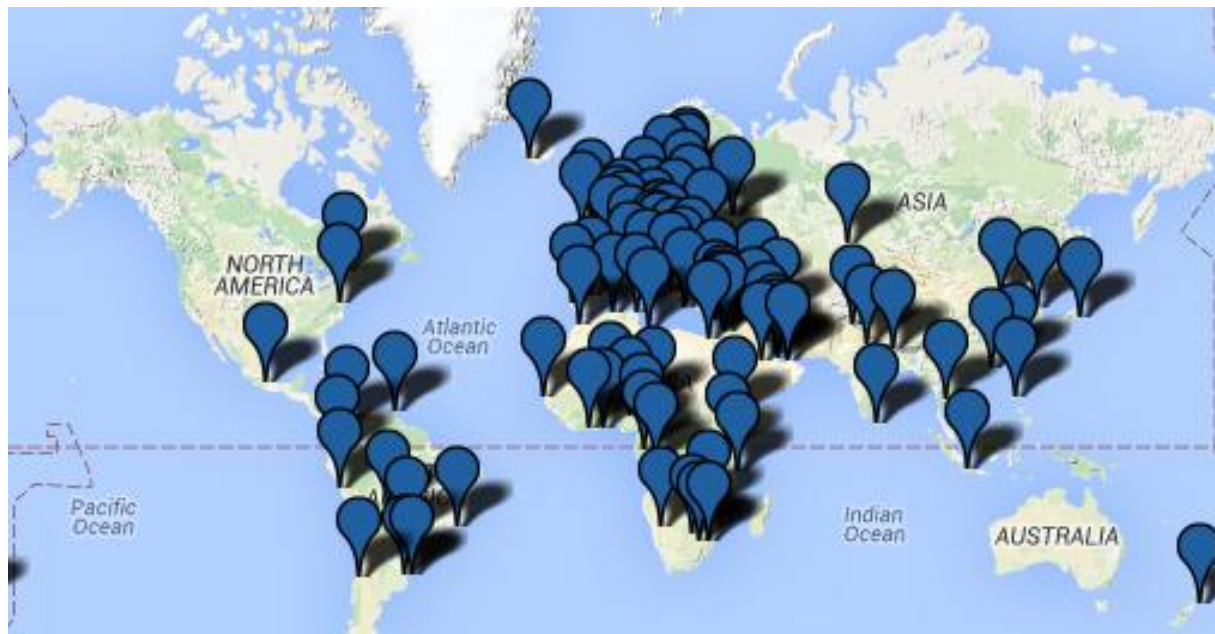 ASIA
NORTH
AMERICA
Atlantic
Ocean
Pacific
Ocean
Indian
Ocean
AUSTRALIA